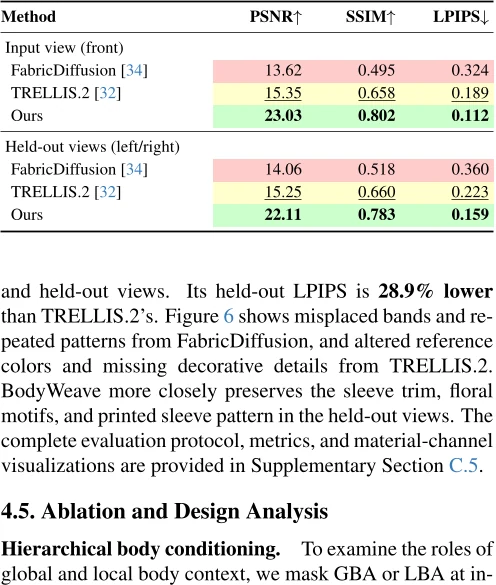 Method PSNR↑ SSIM↑ LPIPS↓
Input view (front)
FabricDiffusion [34] 13.62 0.495 0.324
TRELLIS.2 [32] 15.35 0.658 0.189
Ours 23.03 0.802 0.112
Held-out views (left/right)
FabricDiffusion [34] 14.06 0.518 0.360
TRELLIS.2 [32] 15.25 0.660 0.223
Ours 22.11 0.783 0.159
and held-out views. Its held-out LPIPS is 28.9% lower
than TRELLIS.2's. Figure 6 shows misplaced bands and re-
peated patterns from FabricDiffusion, and altered reference
colors and missing decorative details from TRELLIS.2.
BodyWeave more closely preserves the sleeve trim, floral
motifs, and printed sleeve pattern in the held-out views. The
complete evaluation protocol, metrics, and material-channel
visualizations are provided in Supplementary Section C.5.
4.5. Ablation and Design Analysis
Hierarchical body conditioning. To examine the roles of
global and local body context, we mask GBA or LBA at in-